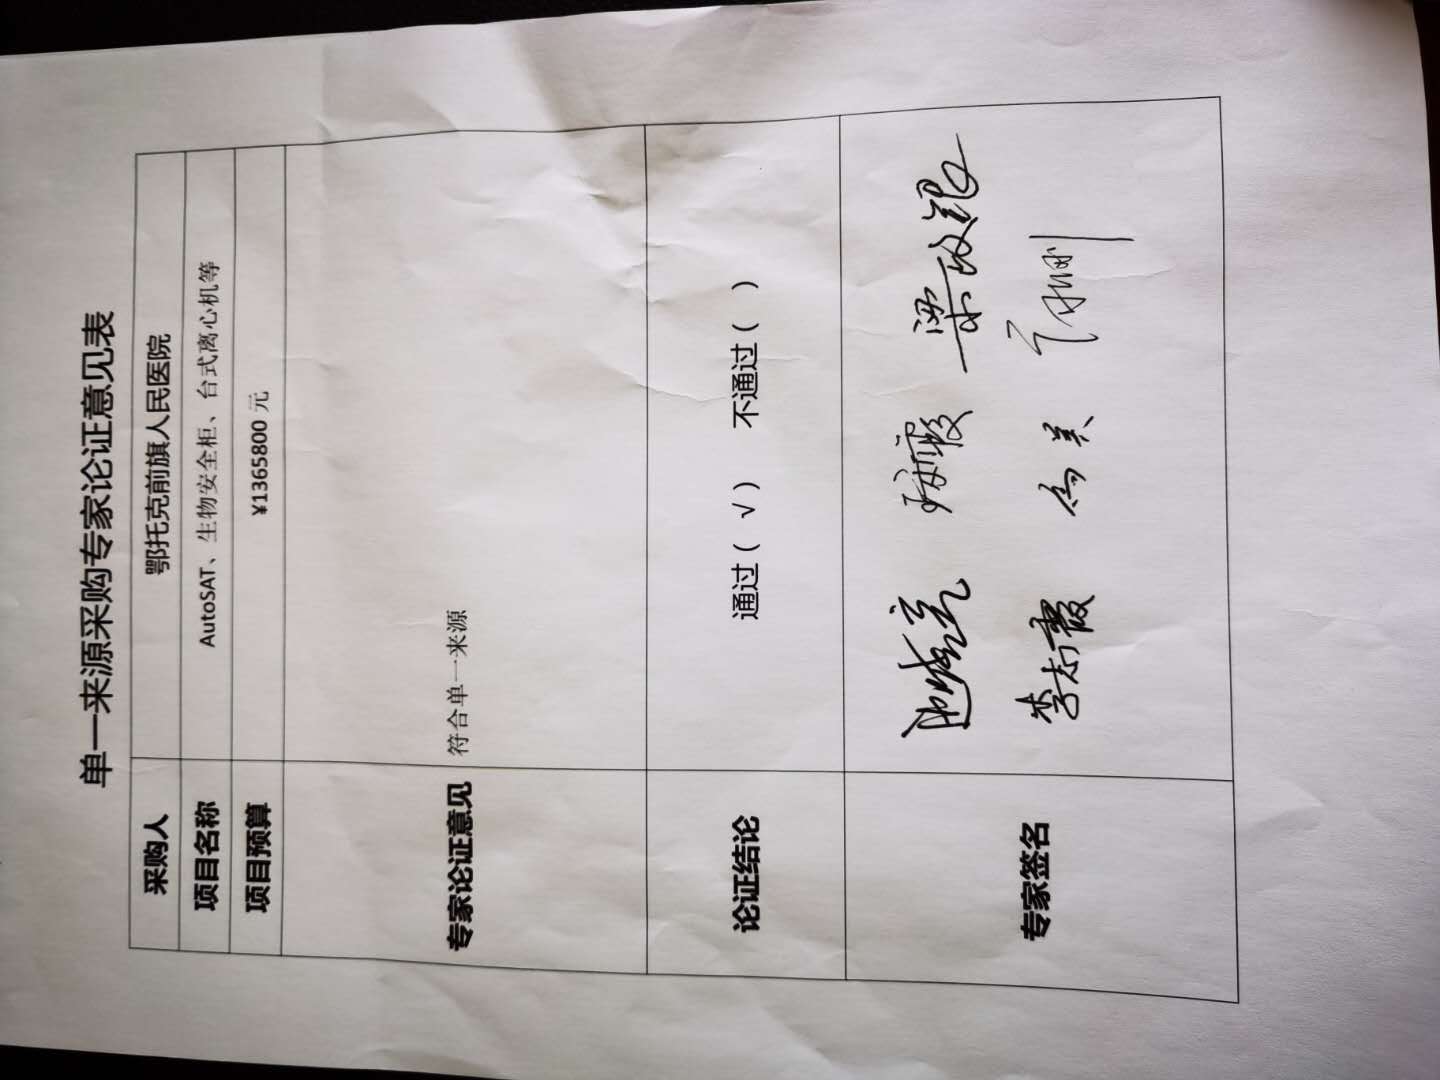 单一来源采购专家论证意见表
采购人 鄂托克前旗人民医院
项目名称 AutoSAT、生物安全柜、台式离心机等
项目预算 ¥1365800 元
专家论证意见 符合单一来源
论证结论 通过（ √ ） 不通过（ ）
专家签名
李志霞